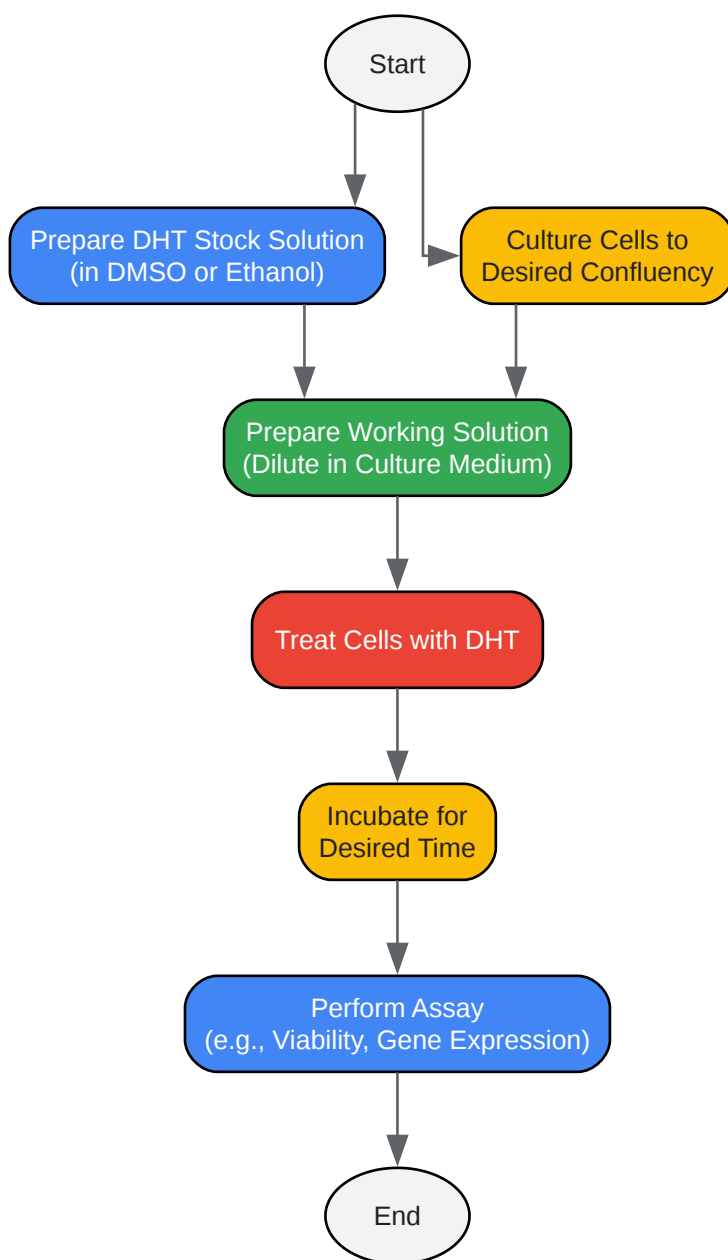 Start
Prepare DHT Stock Solution
(in DMSO or Ethanol)
Culture Cells to
Desired Confluency
Prepare Working Solution
(Dilute in Culture Medium)
Treat Cells with DHT
Incubate for
Desired Time
Perform Assay
(e.g., Viability, Gene Expression)
End